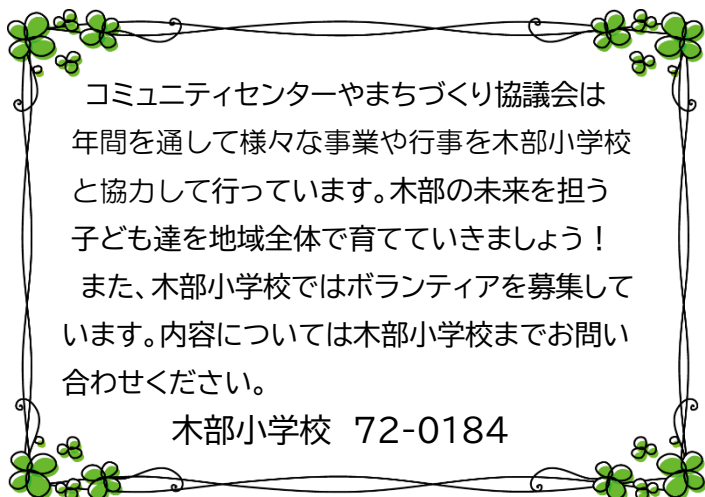 コミュニティセンターやまちづくり協議会は
年間を通して様々な事業や行事を木部小学校
と協力して行っています。木部の未来を担う
子ども達を地域全体で育てていきましょう！
また、木部小学校ではボランティアを募集して
います。内容については木部小学校までお問い
合わせください。
木部小学校 72-0184